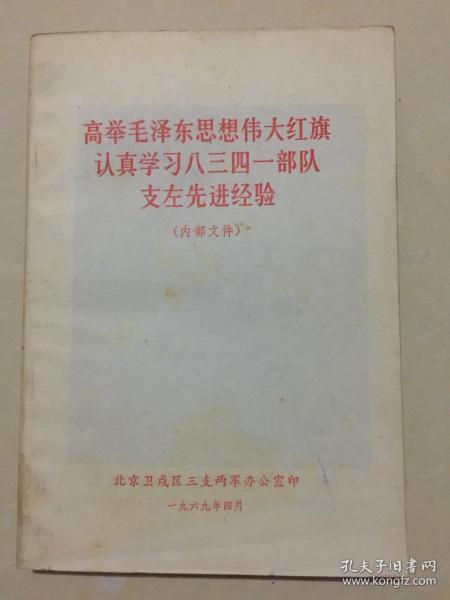 高举毛泽东思想伟大红旗
认真学习八三四一部队
支左先进经验
（内部文件）
北京卫戍区三支两军办公室印
一九六九年四月
孔夫子旧书网
www.kongfz.com